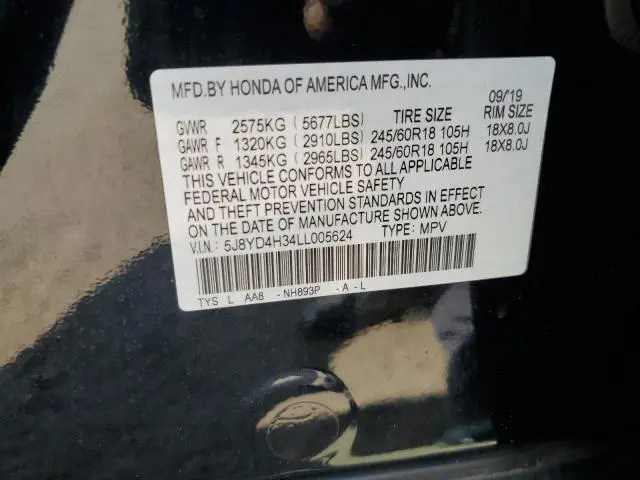 MFD.BY HONDA OF AMERICA MFG.,INC. 09/'19
TIRE SIZE RIM SIZE
GVWR 2575KG ( 5677LBS)
GAWR F 1320KG ( 2910LBS) 245/60R18 105H 18X8.0J
GAWR R 1345KG ( 2965LBS) 245/60R18 105H 18X8.0J
THIS VEHICLE CONFORMS TO ALL APPLICABLE
FEDERAL MOTOR VEHICLE SAFETY
AND THEFT PREVENTION STANDARDS IN EFFECT
ON THE DATE OF MANUFACTURE SHOWN ABOVE.
V.I.N.: 5J8YD4H34LL005624 TYPE: MPV
TYS L AA8 -NH893P -A-L